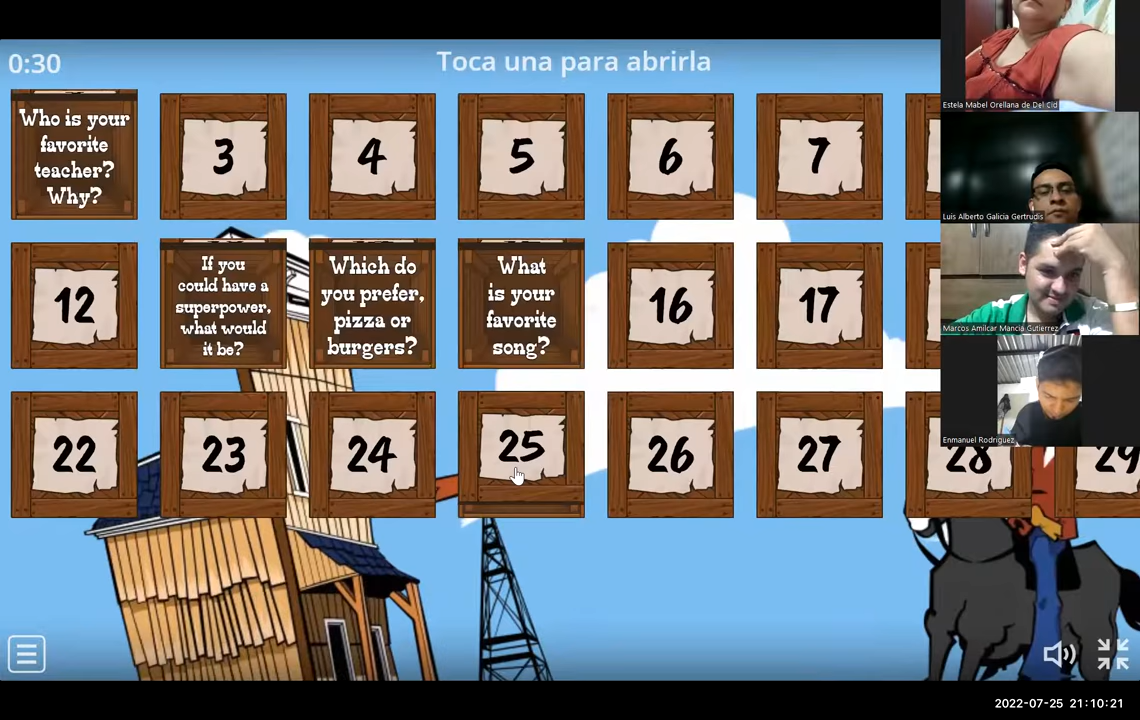 0:30
Toca una para abrirla
Who is your
favorite
teacher?
Why?
3
4
5
6
7
12
If you
could have a
superpower,
what would
it be?
Which do
you prefer,
pizza or
burgers?
What
is your
favorite
song?
16
17
22
23
24
25
26
27
28
29
Estela Mabel Orellana de Del Cid
Luis Alberto Galicia Gertrudis
Marcos Amilcar Mancia Gutierrez
Enmanuel Rodriguez
2022-07-25 21:10:21